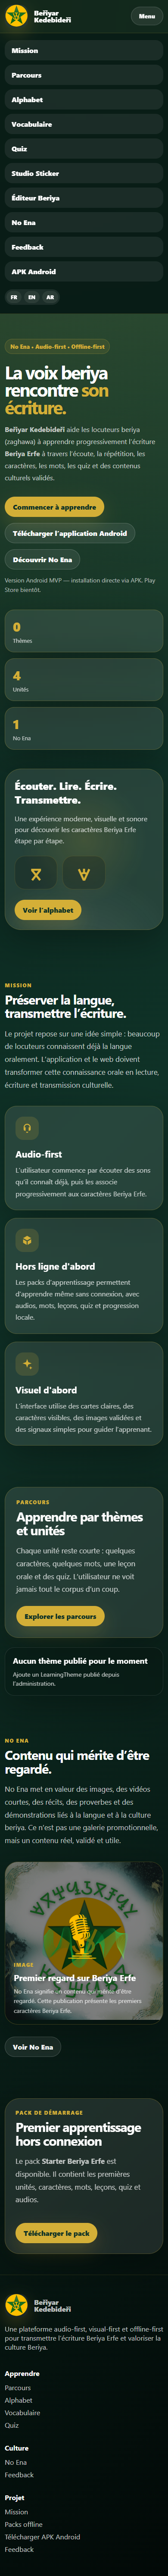 Beñyar
Kedebideñi
Menu
Mission
Parcours
Alphabet
Vocabulaire
Quiz
Studio Sticker
Éditeur Beriya
No Ena
Feedback
APK Android
FR EN AR
No Ena • Audio-first • Offline-first
La voix beriya
rencontre son
écriture.
Beñyar Kedebideñi aide les locuteurs beriya
(zaghawa) à apprendre progressivement l'écriture
Beriya Erfe à travers l'écoute, la répétition, les
caractères, les mots, les quiz et des contenus
culturels validés.
Commencer à apprendre
Télécharger l'application Android
Découvrir No Ena
Version Android MVP — installation directe via APK, Play
Store bientôt.
0
Thèmes
4
Unités
1
No Ena
Écouter. Lire. Écrire.
Transmettre.
Une expérience moderne, visuelle et sonore
pour découvrir les caractères Beriya Erfe
étape par étape.
Voir l'alphabet
MISSION
Préserver la langue,
transmettre l'écriture.
Le projet repose sur une idée simple : beaucoup
de locuteurs connaissent déjà la langue
oralement. L'application et le web doivent
transformer cette connaissance orale en lecture,
écriture et transmission culturelle.
Audio-first
L'utilisateur commence par écouter des sons
qu'il connaît déjà, puis les associe
progressivement aux caractères Beriya Erfe.
Hors ligne d'abord
Les packs d'apprentissage permettent
d'apprendre même sans connexion, avec
audios, mots, leçons, quiz et progression
locale.
Visuel d'abord
L'interface utilise des cartes claires, des
caractères visibles, des images validées et
des signaux simples pour guider l'apprenant.
PARCOURS
Apprendre par thèmes
et unités
Chaque unité reste courte : quelques
caractères, quelques mots, une leçon
orale et des quiz. L'utilisateur ne voit
jamais tout le corpus d'un coup.
Explorer les parcours
Aucun thème publié pour le moment
Ajoute un LearningTheme publié depuis
l'administration.
NO ENA
Contenu qui mérite d'être
regardé.
No Ena met en valeur des images, des vidéos
courtes, des récits, des proverbes et des
démonstrations liés à la langue et à la culture
beriya. Ce n'est pas une galerie promotionnelle,
mais un contenu réel, validé et utile.
IMAGE
Premier regard sur Beriya Erfe
No Ena signifie un contenu qui mérite d'être
regardé. Cette publication présente les premiers
caractères Beriya Erfe.
Voir No Ena
PACK DE DÉMARRAGE
Premier apprentissage
hors connexion
Le pack Starter Beriya Erfe est
disponible. Il contient les premières
unités, caractères, mots, leçons, quiz et
audios.
Télécharger le pack
Beñyar
Kedebideñi
Une plateforme audio-first, visual-first et offline-first
pour transmettre l'écriture Beriya Erfe et valoriser la
culture Beriya.
Apprendre
Parcours
Alphabet
Vocabulaire
Quiz
Culture
No Ena
Feedback
Projet
Mission
Packs offline
Télécharger APK Android
Feedback